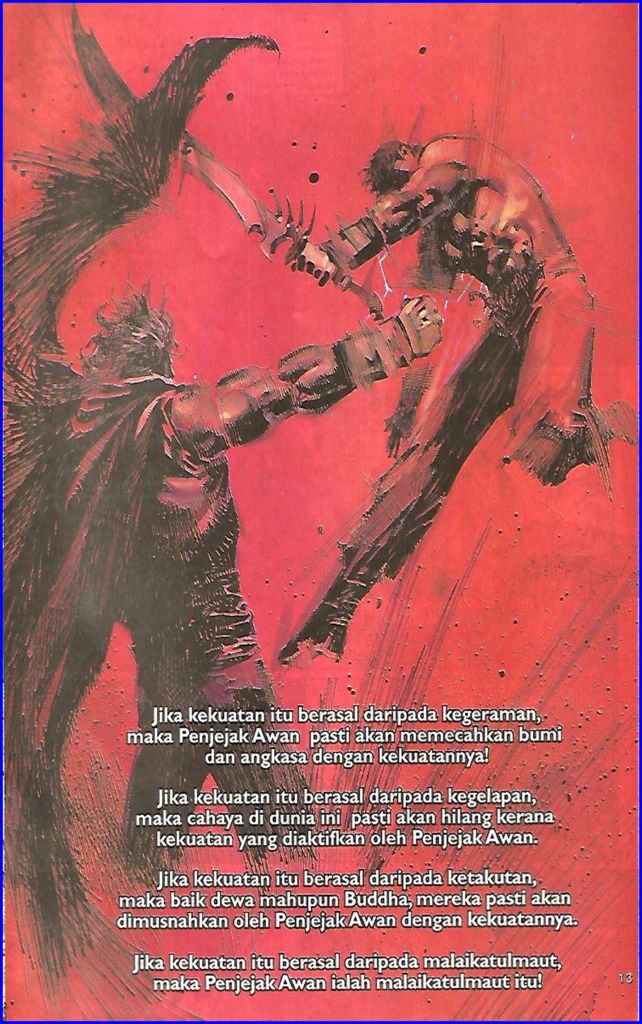 Jika kekuatan itu berasal daripada kegeraman,
maka Penjejak Awan pasti akan memecahkan bumi
dan angkasa dengan kekuatannya!
Jika kekuatan itu berasal daripada kegelapan,
maka cahaya di dunia ini pasti akan hilang kerana
kekuatan yang diaktifkan oleh Penjejak Awan.
Jika kekuatan itu berasal daripada ketakutan,
maka baik dewa mahupun Buddha, mereka pasti akan
dimusnahkan oleh Penjejak Awan dengan kekuatannya.
Jika kekuatan itu berasal daripada malaikatulmaut,
maka Penjejak Awan ialah malaikatulmaut itu!
13